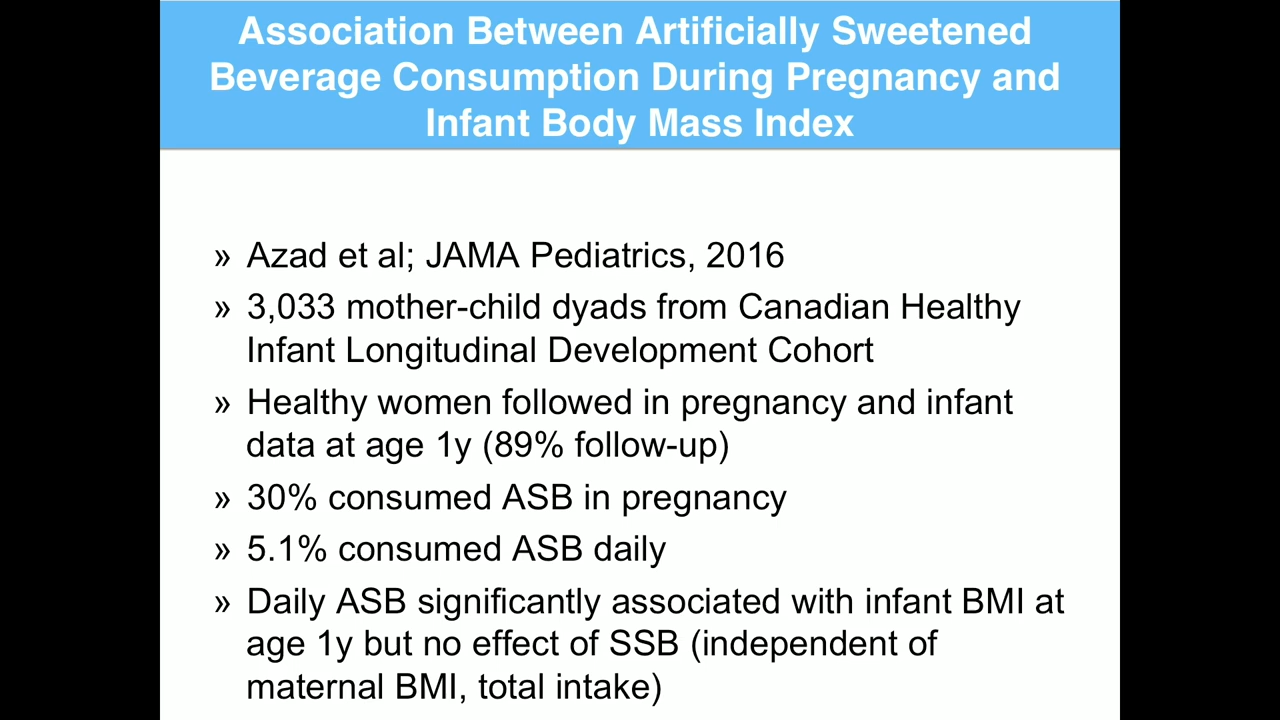 Association Between Artificially Sweetened
Beverage Consumption During Pregnancy and
Infant Body Mass Index
» Azad et al; JAMA Pediatrics, 2016
» 3,033 mother-child dyads from Canadian Healthy
Infant Longitudinal Development Cohort
» Healthy women followed in pregnancy and infant
data at age 1y (89% follow-up)
» 30% consumed ASB in pregnancy
» 5.1% consumed ASB daily
» Daily ASB significantly associated with infant BMI at
age 1y but no effect of SSB (independent of
maternal BMI, total intake)